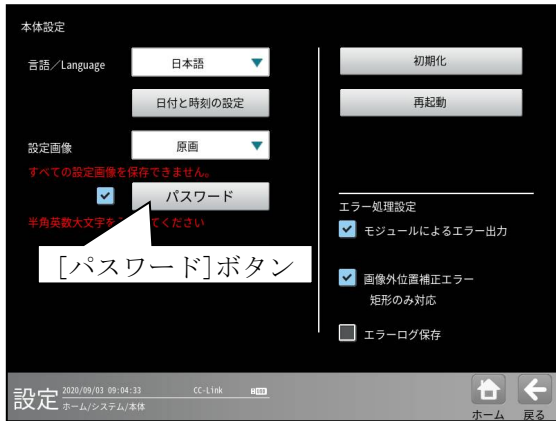 本体設定
言語／Language
日本語
日付と時刻の設定
設定画像
原画
すべての設定画像を保存できません。
パスワード
半角英数大文字を
てください
[パスワード]ボタン
初期化
再起動
エラー処理設定
モジュールによるエラー出力
画像外位置補正エラー
矩形のみ対応
エラーログ保存
設定
2020/09/03 09:04:33
CC-Link
ホーム/システム/本体
ホーム
戻る